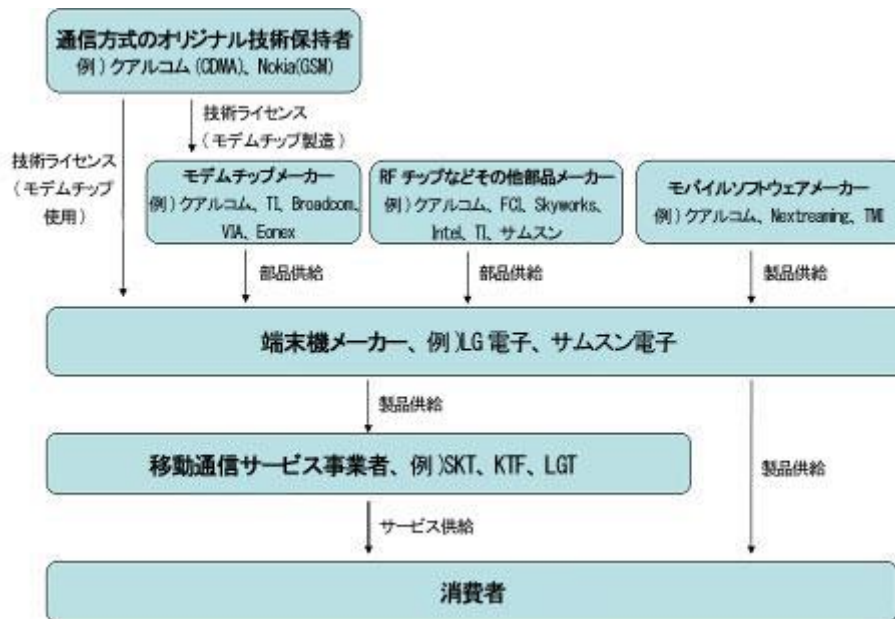 通信方式のオリジナル技術保持者
例）クアルコム(CDMA)、Nokia(GSM)
技術ライセンス
（モデムチップ製造）
技術ライセンス
（モデムチップ
使用）
モデムチップメーカー
例）クアルコム、TI、Broadcom、
VIA、Eonex
RFチップなどその他部品メーカー
例）クアルコム、FCI、Skyworks、
Intel、TI、サムスン
モバイルソフトウェアメーカー
例）クアルコム、Nextreaming、TMI
部品供給
部品供給
製品供給
端末機メーカー、例）LG電子、サムスン電子
製品供給
移動通信サービス事業者、例）SKT、KTF、LGT
製品供給
サービス供給
消費者